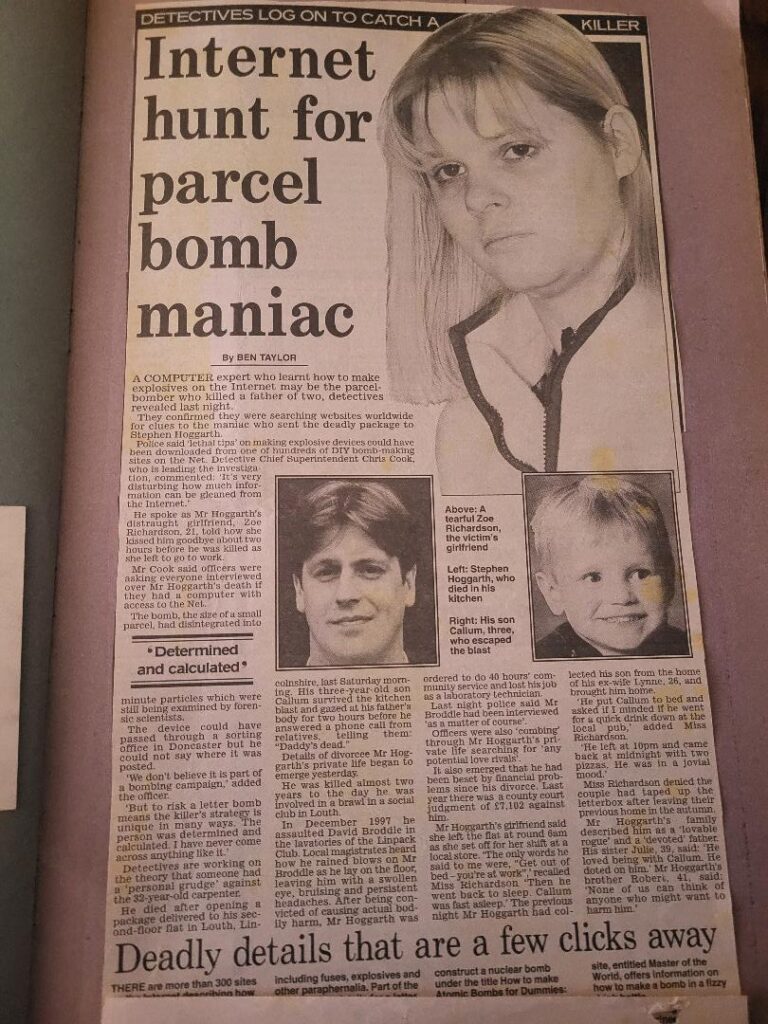 DETECTIVES LOG ON TO CATCH A KILLER
Internet
hunt for
parcel
bomb
maniac
By BEN TAYLOR
A COMPUTER expert who learnt how to make
explosives on the Internet may be the parcel-
bomber who killed a father of two, detectives
revealed last night.
They confirmed they were searching websites worldwide
for clues to the maniac who sent the deadly package to
Stephen Hoggarth.
Police said 'lethal tips' on making explosive devices could have
been downloaded from one of hundreds of DIY bomb-making
sites on the Net. Detective Chief Superintendent Chris Cook,
who is leading the investiga-
tion, commented: 'It's very
disturbing how much infor-
mation can be gleaned from
the Internet.'
He spoke as Mr Hoggarth's
distraught girlfriend, Zoe
Richardson, 21, told how she
kissed him goodbye about two
hours before he was killed as
she left to go to work.
Mr Cook said officers were
asking everyone interviewed
over Mr Hoggarth's death if
they had a computer with
access to the Net.
The bomb, the size of a small
parcel, had disintegrated into
'Determined
and calculated'
minute particles which were
still being examined by foren-
sic scientists.
The device could have
passed through a sorting
office in Doncaster but he
could not say where it was
posted.
'We don't believe it is part of
a bombing campaign,' added
the officer.
'But to risk a letter bomb
means the killer's strategy is
unique in many ways. The
person was determined and
calculated. I have never come
across anything like it.'
Detectives are working on
the theory that someone had
a 'personal grudge' against
the 32-year-old carpenter.
He died after opening a
package delivered to his sec-
ond-floor flat in Louth, Lin-
Above: A
tearful Zoe
Richardson,
the victim's
girlfriend
Left: Stephen
Hoggarth, who
died in his
kitchen
Right: His son
Callum, three,
who escaped
the blast
colnshire, last Saturday morn-
ing. His three-year-old son
Callum survived the kitchen
blast and gazed at his father's
body for two hours before he
answered a phone call from
relatives, telling them:
"Daddy's dead."
Details of divorcee Mr Hog-
garth's private life began to
emerge yesterday.
He was killed almost two
years to the day he was
involved in a brawl in a social
club in Louth.
In December 1997 he
assaulted David Broddle in
the lavatories of the Linpack
Club. Local magistrates heard
how he rained blows on Mr
Broddle as he lay on the floor,
leaving him with a swollen
eye, bruising and persistent
headaches. After being con-
victed of causing actual bod-
ily harm, Mr Hoggarth was
ordered to do 40 hours' com-
munity service and lost his job
as a laboratory technician.
Last night police said Mr
Broddle had been interviewed
'as a matter of course'.
Officers were also 'combing'
through Mr Hoggarth's pri-
vate life searching for 'any
potential love rivals'.
It also emerged that he had
been beset by financial prob-
lems since his divorce. Last
year there was a county court
judgment of £7,162 against
him.
Mr Hoggarth's girlfriend said
she left the flat at round 6am
as she set off for her shift at a
local store. 'The only words he
said to me were, "Get out of
bed – you're at work",' recalled
Miss Richardson. 'Then he
went back to sleep. Callum
was fast asleep.' The previous
night Mr Hoggarth had col-
lected his son from the home
of his ex-wife Lynne, 26, and
brought him home.
'He put Callum to bed and
asked if I minded if he went
for a quick drink down at the
local pub,' added Miss
Richardson.
'He left at 10pm and came
back at midnight with two
pizzas. He was in a jovial
mood.'
Miss Richardson denied the
couple had taped up the
letterbox after leaving their
previous home in the autumn.
Mr Hoggarth's family
described him as a 'lovable
rogue' and a 'devoted' father.
His sister Julie, 39, said: 'He
loved being with Callum. He
doted on him.' Mr Hoggarth's
brother Robert, 41, said:
'None of us can think of
anyone who might want to
harm him.'
Deadly details that are a few clicks away
THERE are more than 300 sites
including fuses, explosives and
other paraphernalia. Part of the
construct a nuclear bomb
under the title How to make
Atomic Bombs for Dummies:
site, entitled Master of the
World, offers information on
how to make a bomb in a fizzy